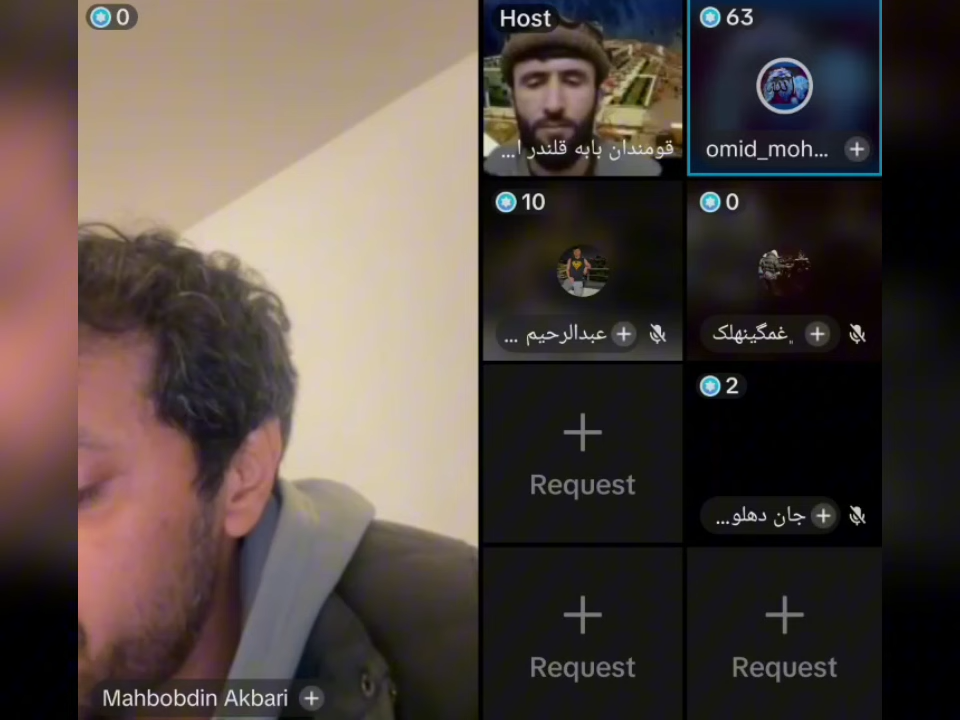 0
Host
63
قومندان بابه قلندر ا...
omid_moh...
10
0
عبدالرحیم ...
غمگینهلک
2
Request
جان دهلو...
Request
Request
Mahbobdin Akbari